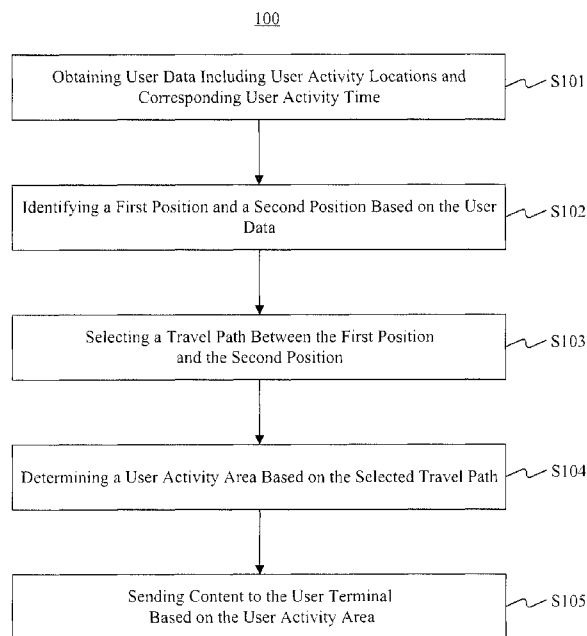 100
Obtaining User Data Including User Activity Locations and
Corresponding User Activity Time
S101
Identifying a First Position and a Second Position Based on the User
Data
S102
Selecting a Travel Path Between the First Position
and the Second Position
S103
Determining a User Activity Area Based on the Selected Travel Path
S104
Sending Content to the User Terminal
Based on the User Activity Area
S105